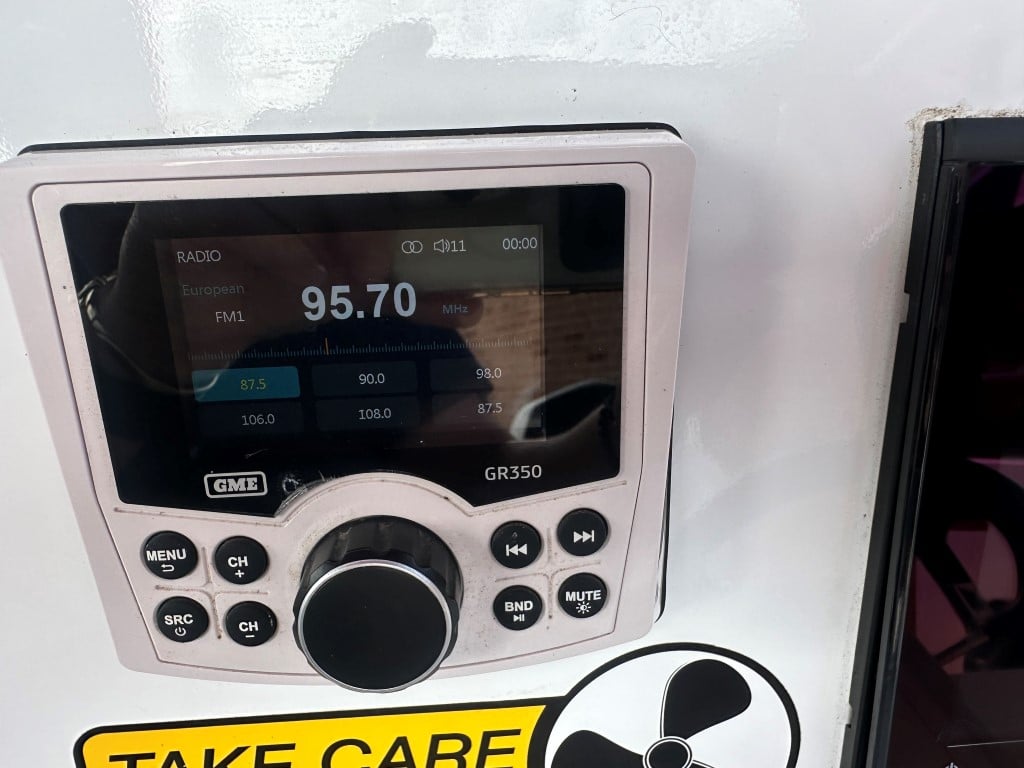 RADIO 11 00:00
European
FM1 95.70 MHz
87.5 90.0 98.0
106.0 108.0 87.5
GME GR350
MENU CH +
SRC CH −
BND MUTE
TAKE CARE